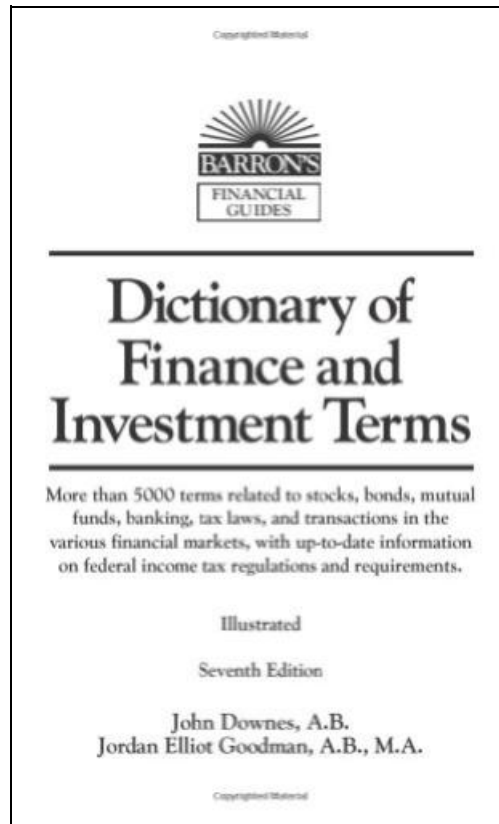 Copyrighted Material
BARRON'S
FINANCIAL
GUIDES
Dictionary of
Finance and
Investment Terms
More than 5000 terms related to stocks, bonds, mutual
funds, banking, tax laws, and transactions in the
various financial markets, with up-to-date information
on federal income tax regulations and requirements.
Illustrated
Seventh Edition
John Downes, A.B.
Jordan Elliot Goodman, A.B., M.A.
Copyrighted Material